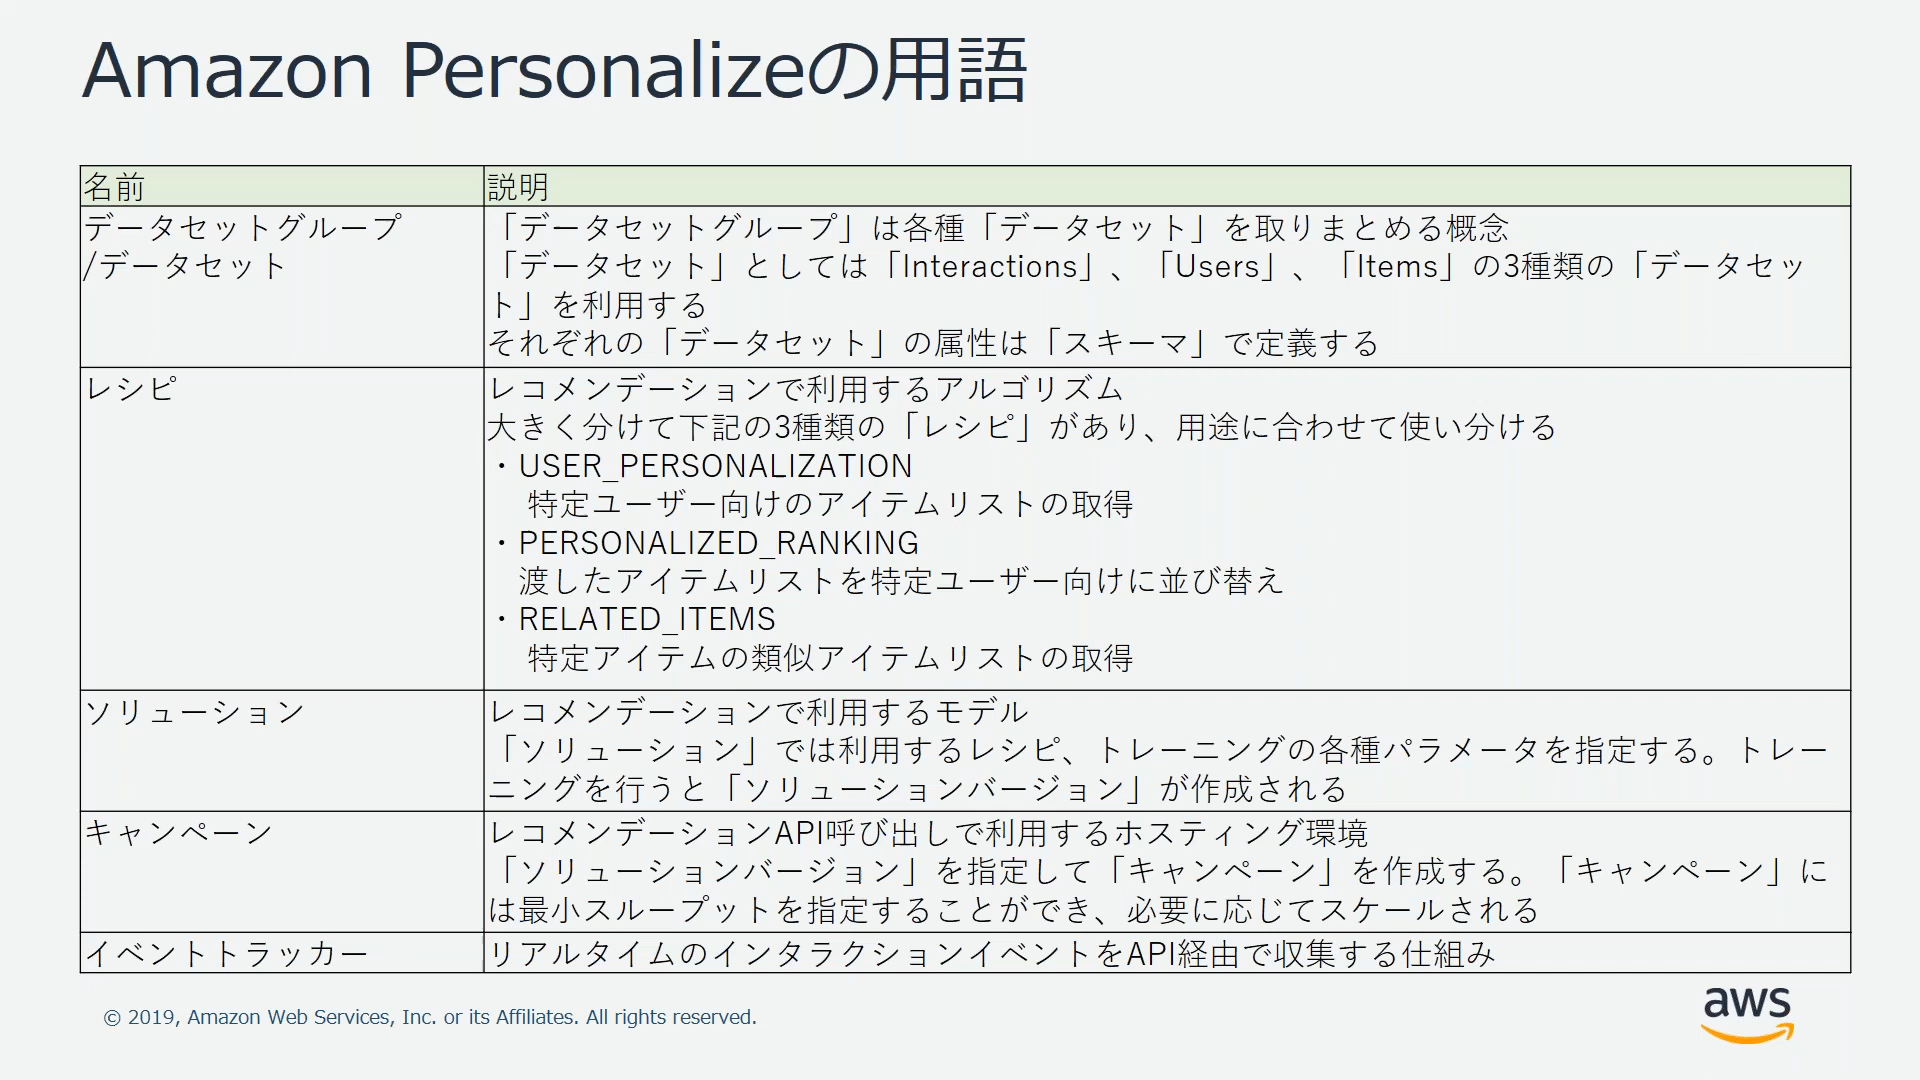 Amazon Personalizeの用語
名前
説明
データセットグループ
/データセット
「データセットグループ」は各種「データセット」を取りまとめる概念
「データセット」としては「Interactions」、「Users」、「Items」の3種類の「データセッ
ト」を利用する
それぞれの「データセット」の属性は「スキーマ」で定義する
レシピ
レコメンデーションで利用するアルゴリズム
大きく分けて下記の3種類の「レシピ」があり、用途に合わせて使い分ける
・USER_PERSONALIZATION
特定ユーザー向けのアイテムリストの取得
・PERSONALIZED_RANKING
渡したアイテムリストを特定ユーザー向けに並び替え
・RELATED_ITEMS
特定アイテムの類似アイテムリストの取得
ソリューション
レコメンデーションで利用するモデル
「ソリューション」では利用するレシピ、トレーニングの各種パラメータを指定する。トレー
ニングを行うと「ソリューションバージョン」が作成される
キャンペーン
レコメンデーションAPI呼び出しで利用するホスティング環境
「ソリューションバージョン」を指定して「キャンペーン」を作成する。「キャンペーン」に
は最小スループットを指定することができ、必要に応じてスケールされる
イベントトラッカー
リアルタイムのインタラクションイベントをAPI経由で収集する仕組み
© 2019, Amazon Web Services, Inc. or its Affiliates. All rights reserved.
aws